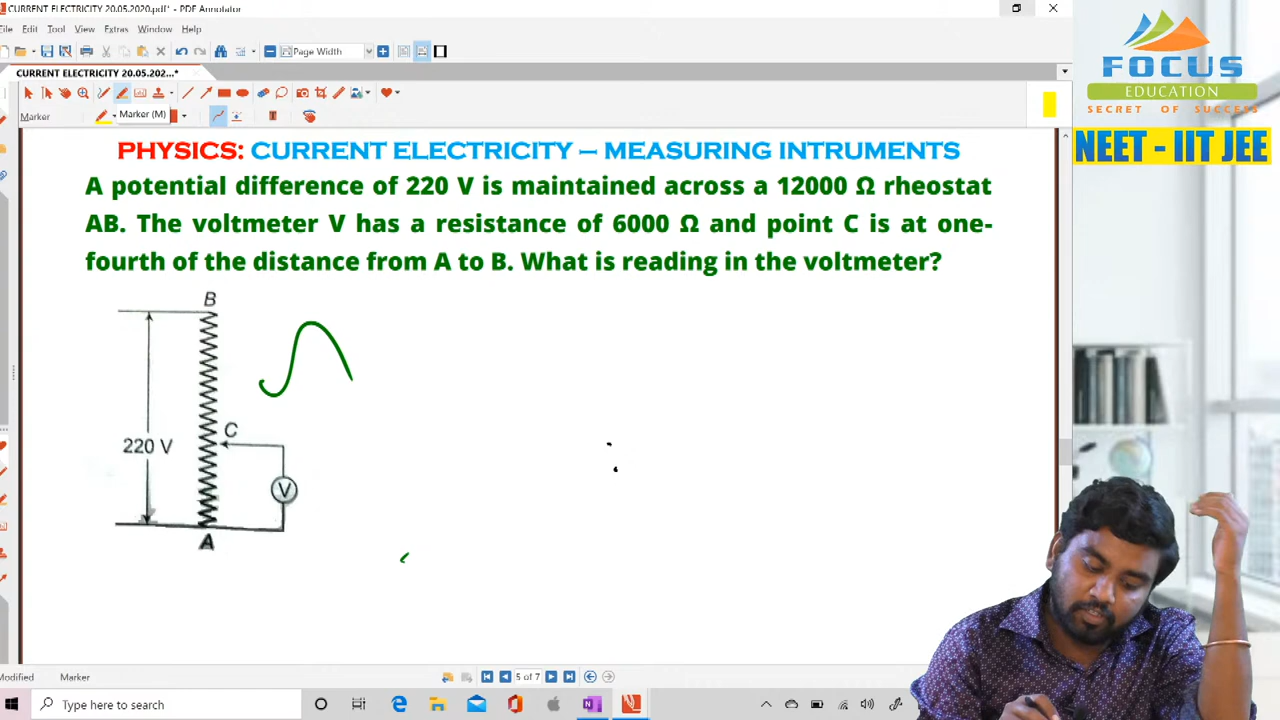 CURRENT ELECTRICITY 20.05.2020.pdf* - PDF Annotator
File Edit Tool View Extras Window Help
Page Width
CURRENT ELECTRICITY 20.05.202...*
Marker
Marker (M)
PHYSICS: CURRENT ELECTRICITY – MEASURING INTRUMENTS
A potential difference of 220 V is maintained across a 12000 Ω rheostat
AB. The voltmeter V has a resistance of 6000 Ω and point C is at one-
fourth of the distance from A to B. What is reading in the voltmeter?
B
C
220 V
V
A
FOCUS
EDUCATION
SECRET OF SUCCESS
NEET - IIT JEE
Modified Marker
5 of 7
Type here to search